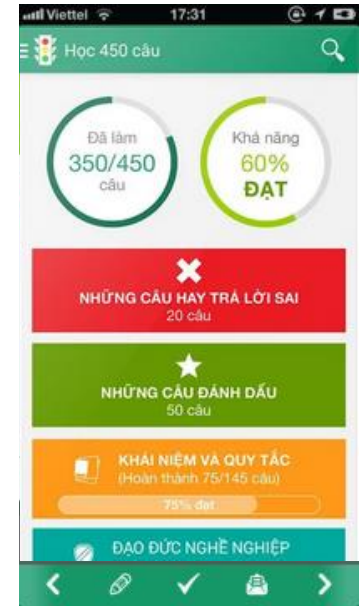 Viettel 17:31
Học 450 câu
Đã làm
350/450
câu
Khả năng
60%
ĐẠT
NHỮNG CÂU HAY TRẢ LỜI SAI
20 câu
NHỮNG CÂU ĐÁNH DẤU
50 câu
KHÁI NIỆM VÀ QUY TẮC
(Hoàn thành 75/145 câu)
75% đạt
ĐẠO ĐỨC NGHỀ NGHIỆP